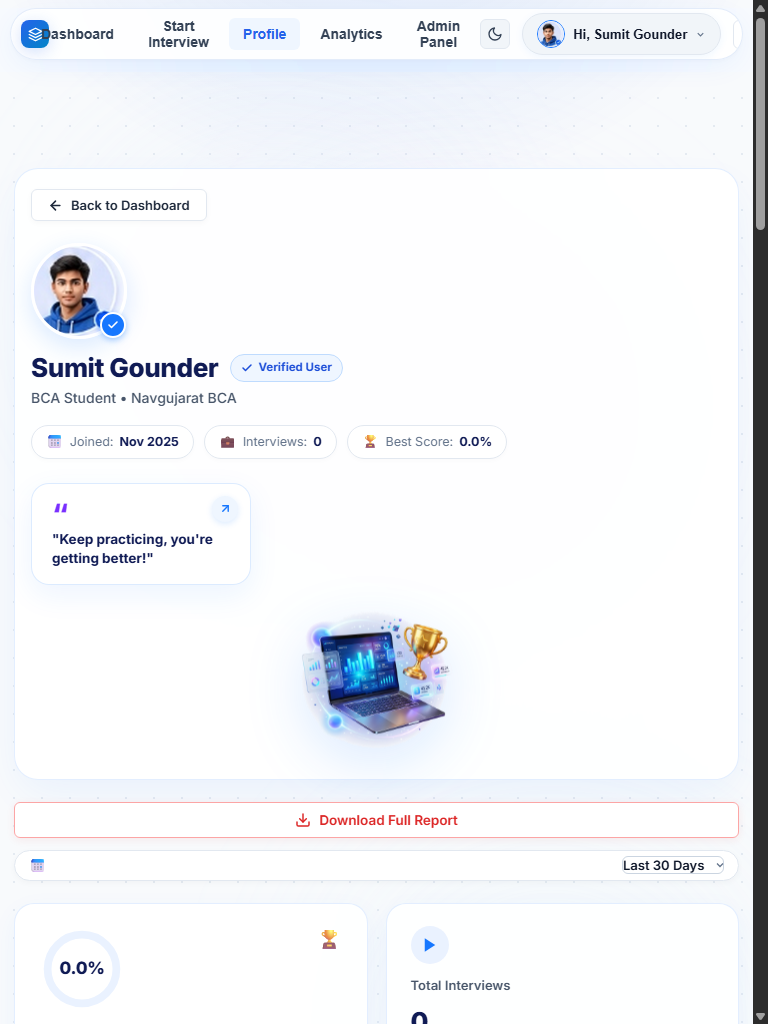 Dashboard
Start
Interview
Profile
Analytics
Admin
Panel
Hi, Sumit Gounder
Back to Dashboard
Sumit Gounder
Verified User
BCA Student • Navgujarat BCA
Joined: Nov 2025
Interviews: 0
Best Score: 0.0%
"Keep practicing, you're
getting better!"
Download Full Report
Last 30 Days
0.0%
Total Interviews
0